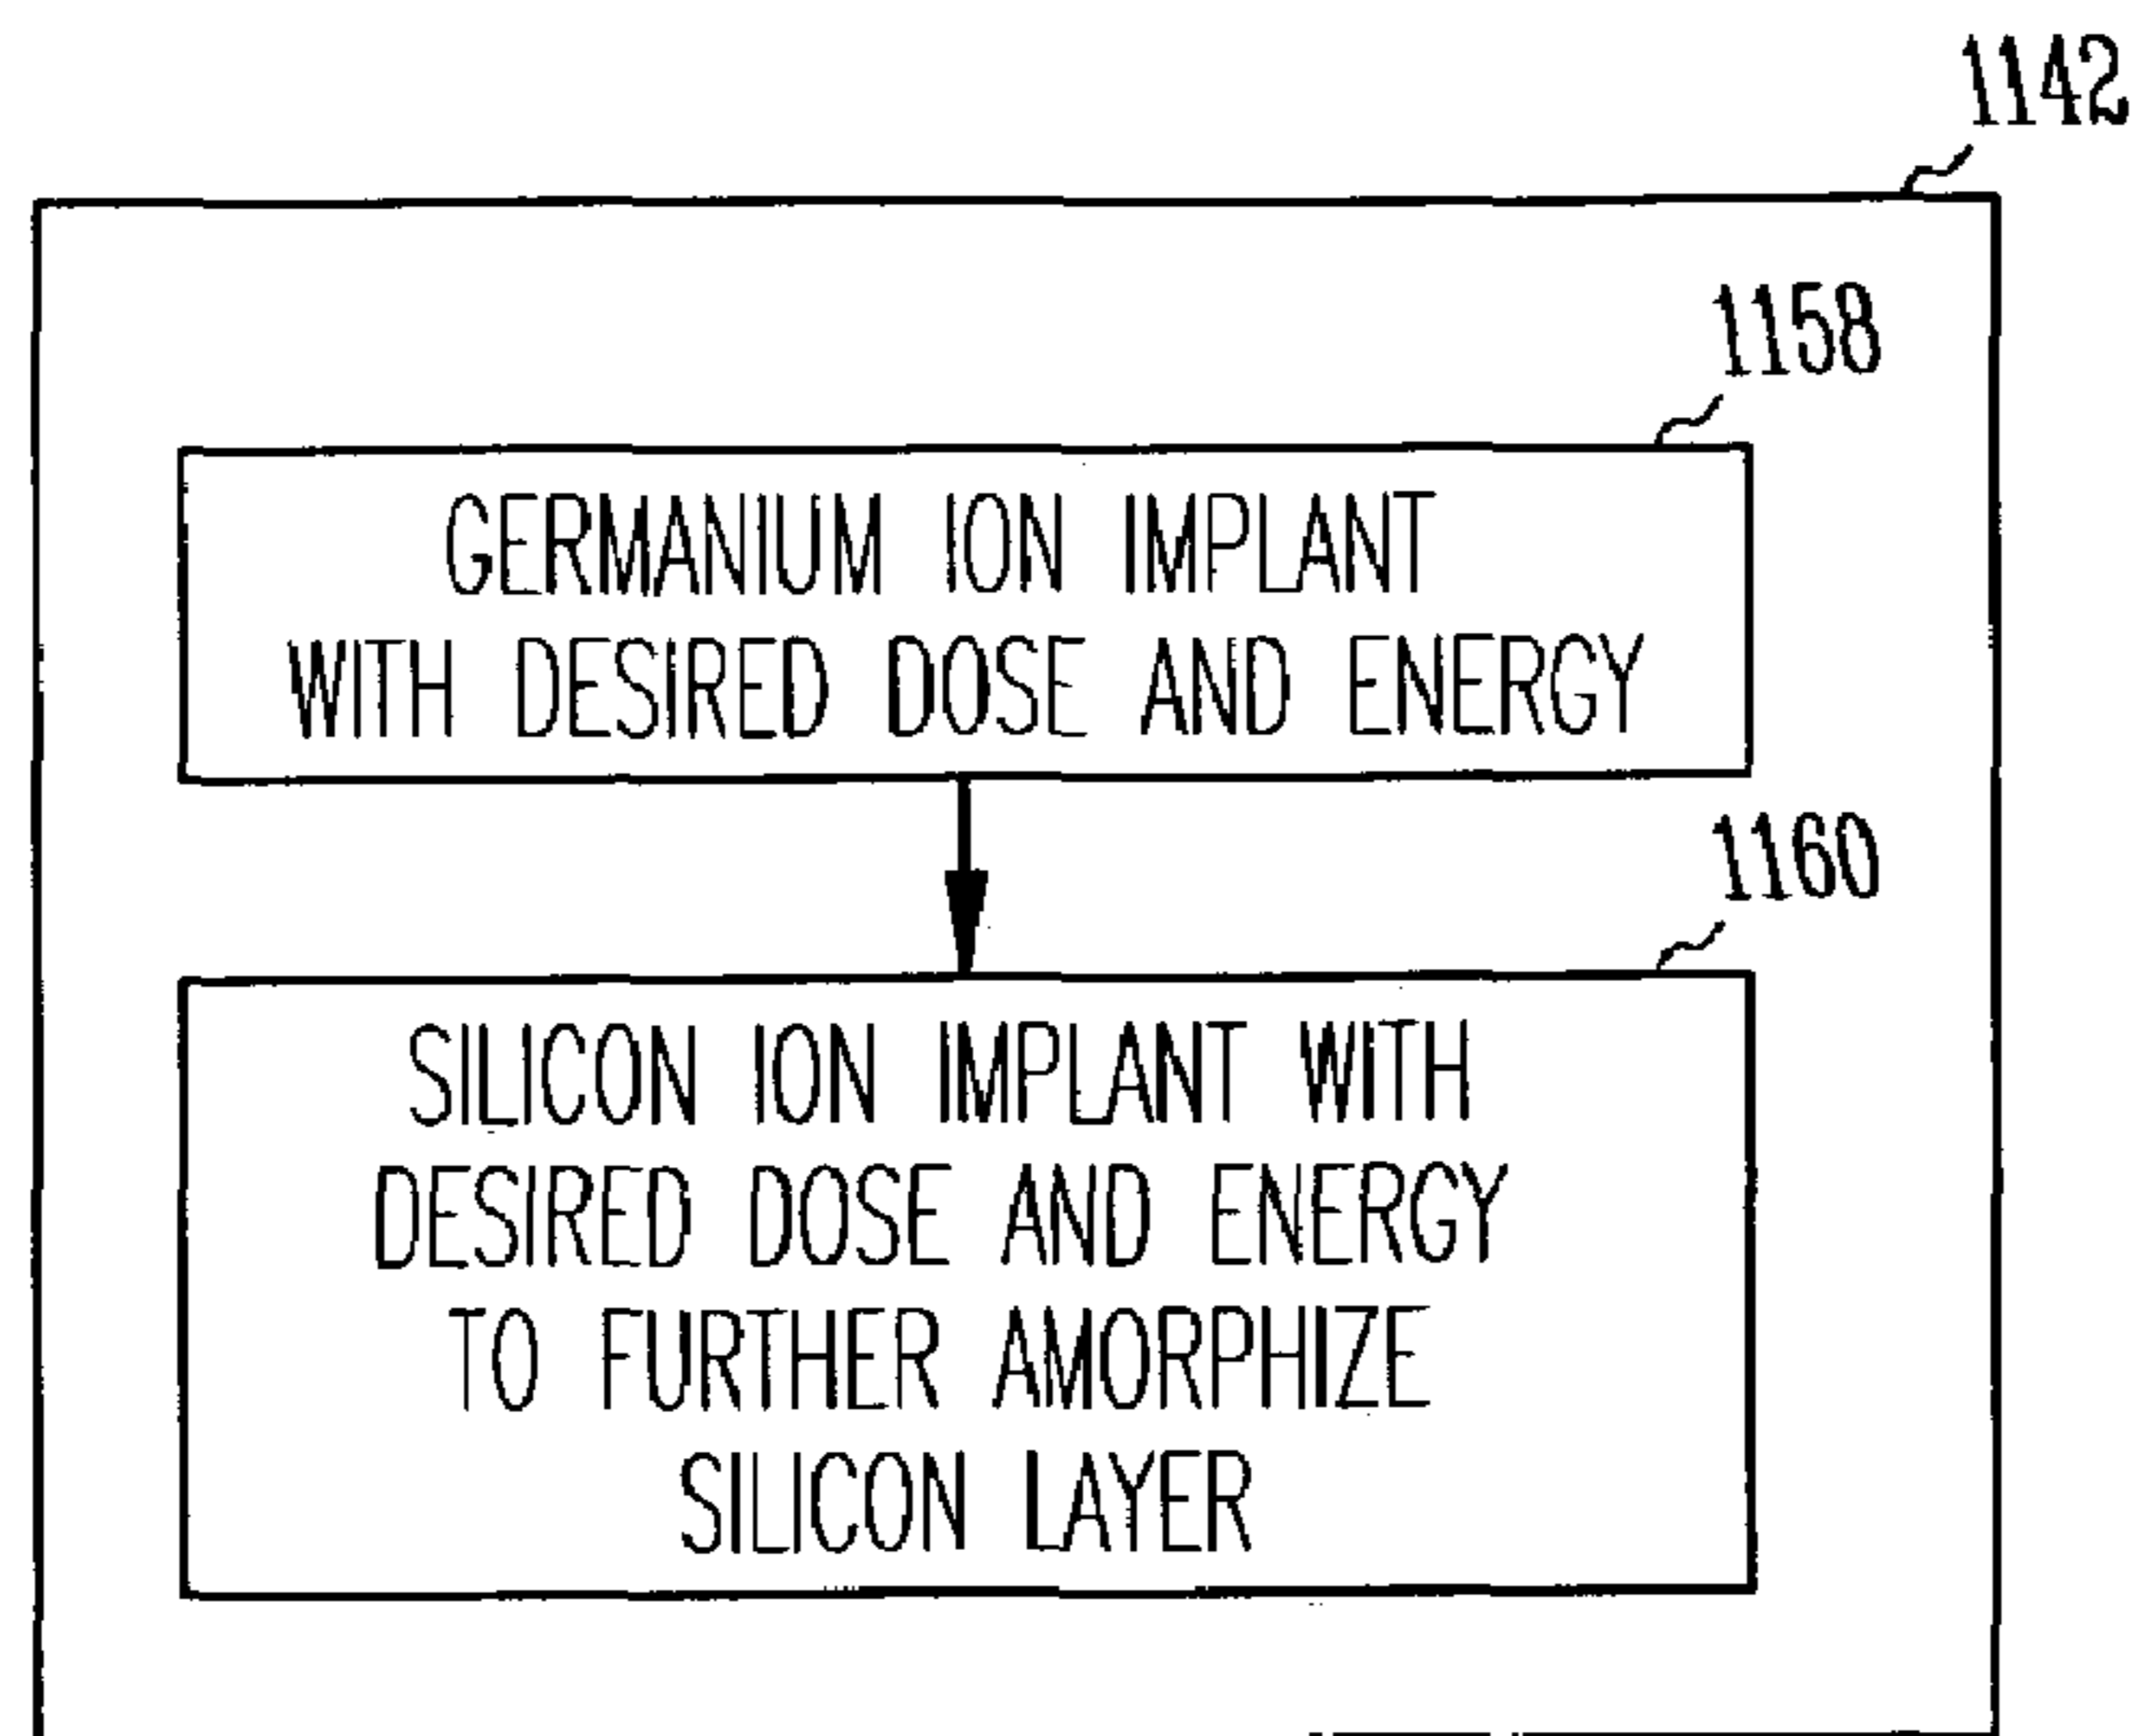 1142
1158
GERMANIUM ION IMPLANT
WITH DESIRED DOSE AND ENERGY
1160
SILICON ION IMPLANT WITH
DESIRED DOSE AND ENERGY
TO FURTHER AMORPHIZE
SILICON LAYER